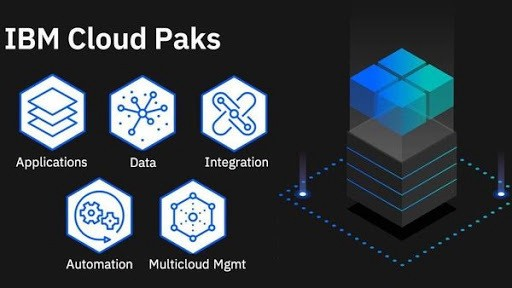 IBM Cloud Paks
Applications
Data
Integration
Automation
Multicloud Mgmt